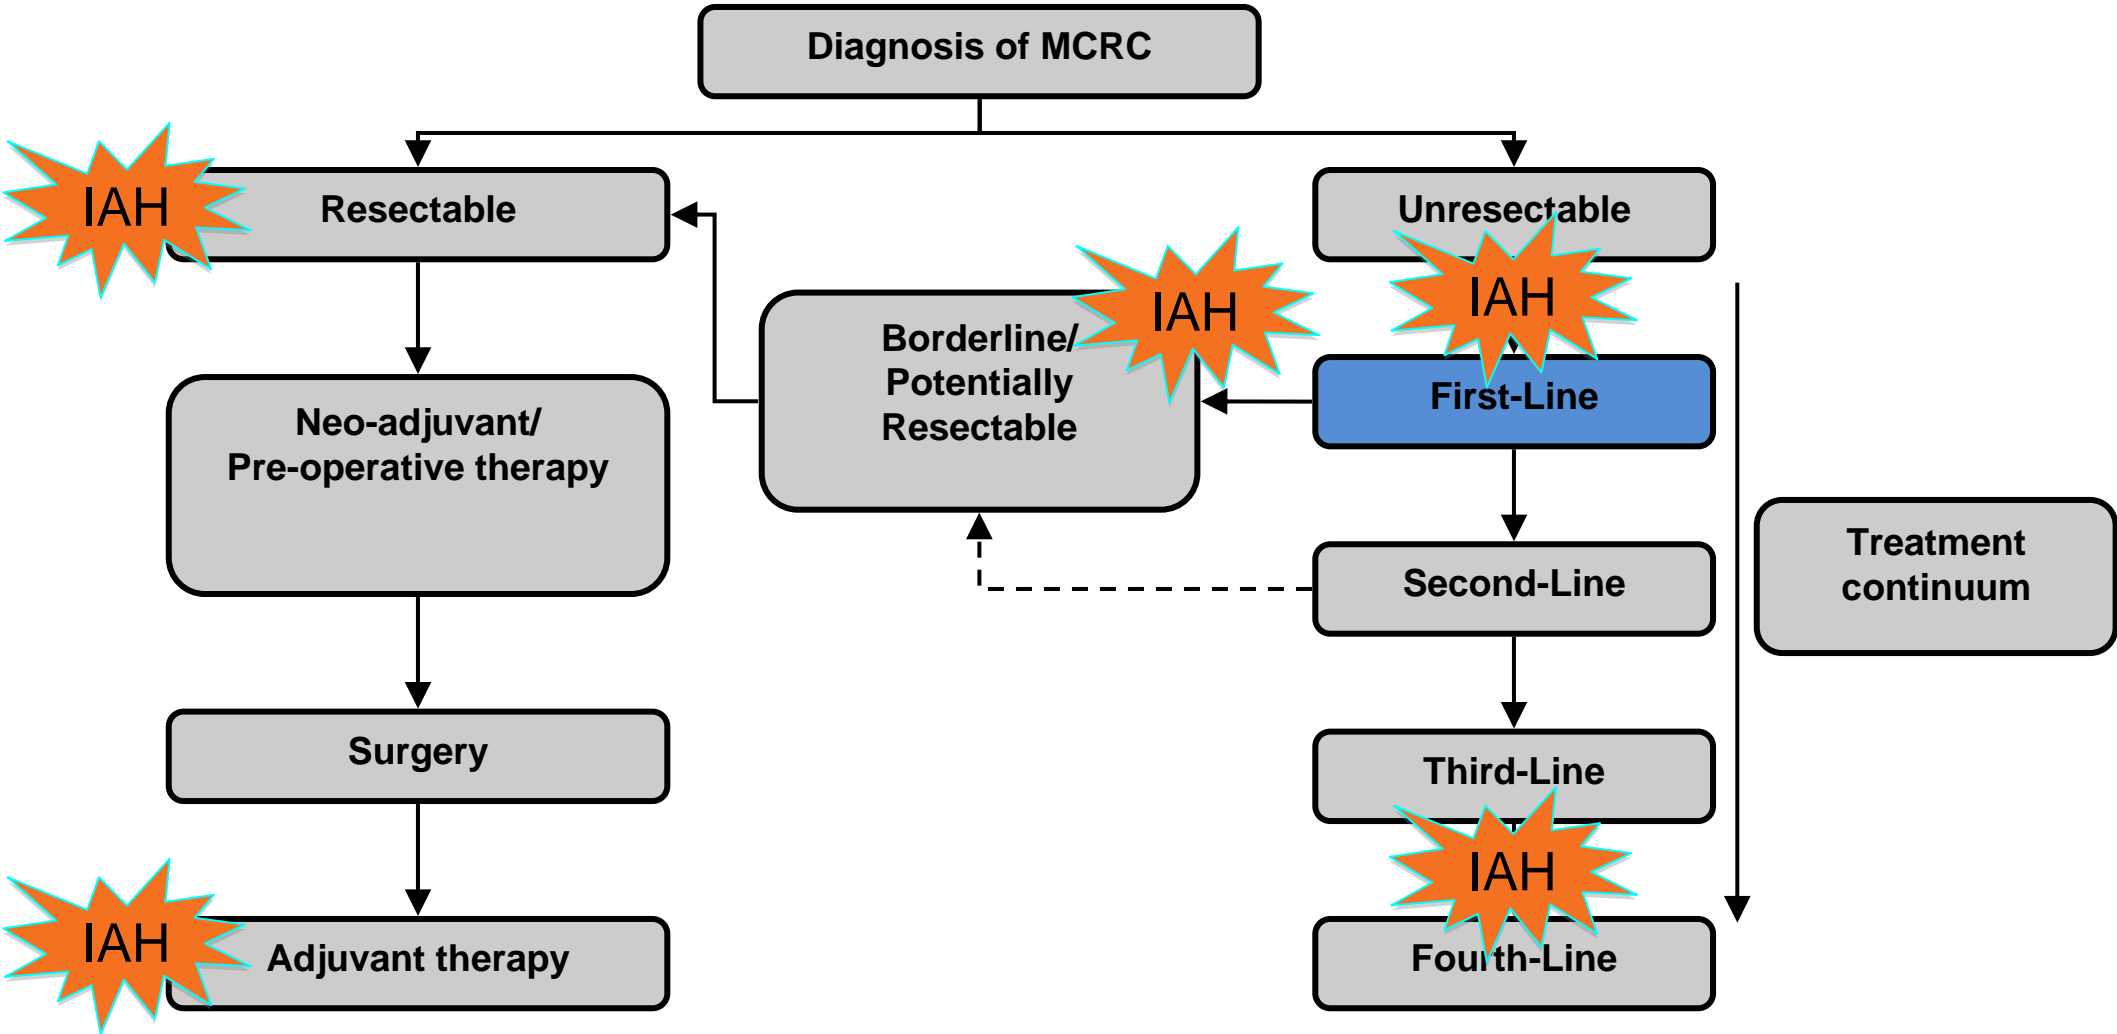 Diagnosis of MCRC
IAH
Resectable
Unresectable
IAH
IAH
Borderline/
Potentially
Resectable
First-Line
Neo-adjuvant/
Pre-operative therapy
Second-Line
Treatment
continuum
Surgery
Third-Line
IAH
IAH
Adjuvant therapy
Fourth-Line